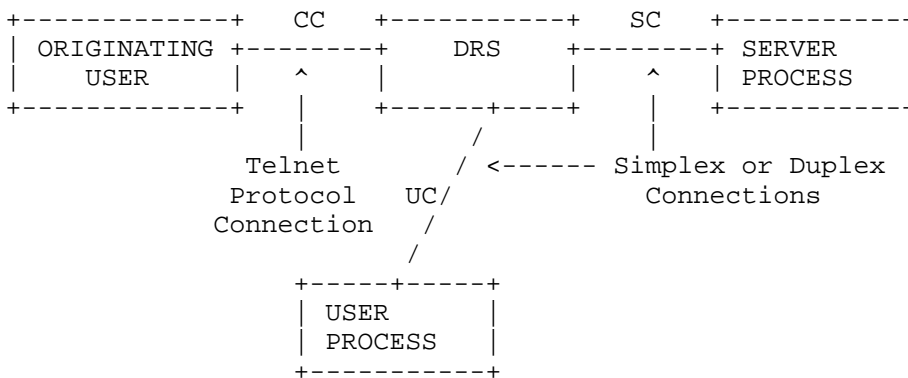 CC SC
ORIGINATING DRS SERVER
USER PROCESS
Telnet <------ Simplex or Duplex
Protocol UC Connections
Connection
USER
PROCESS